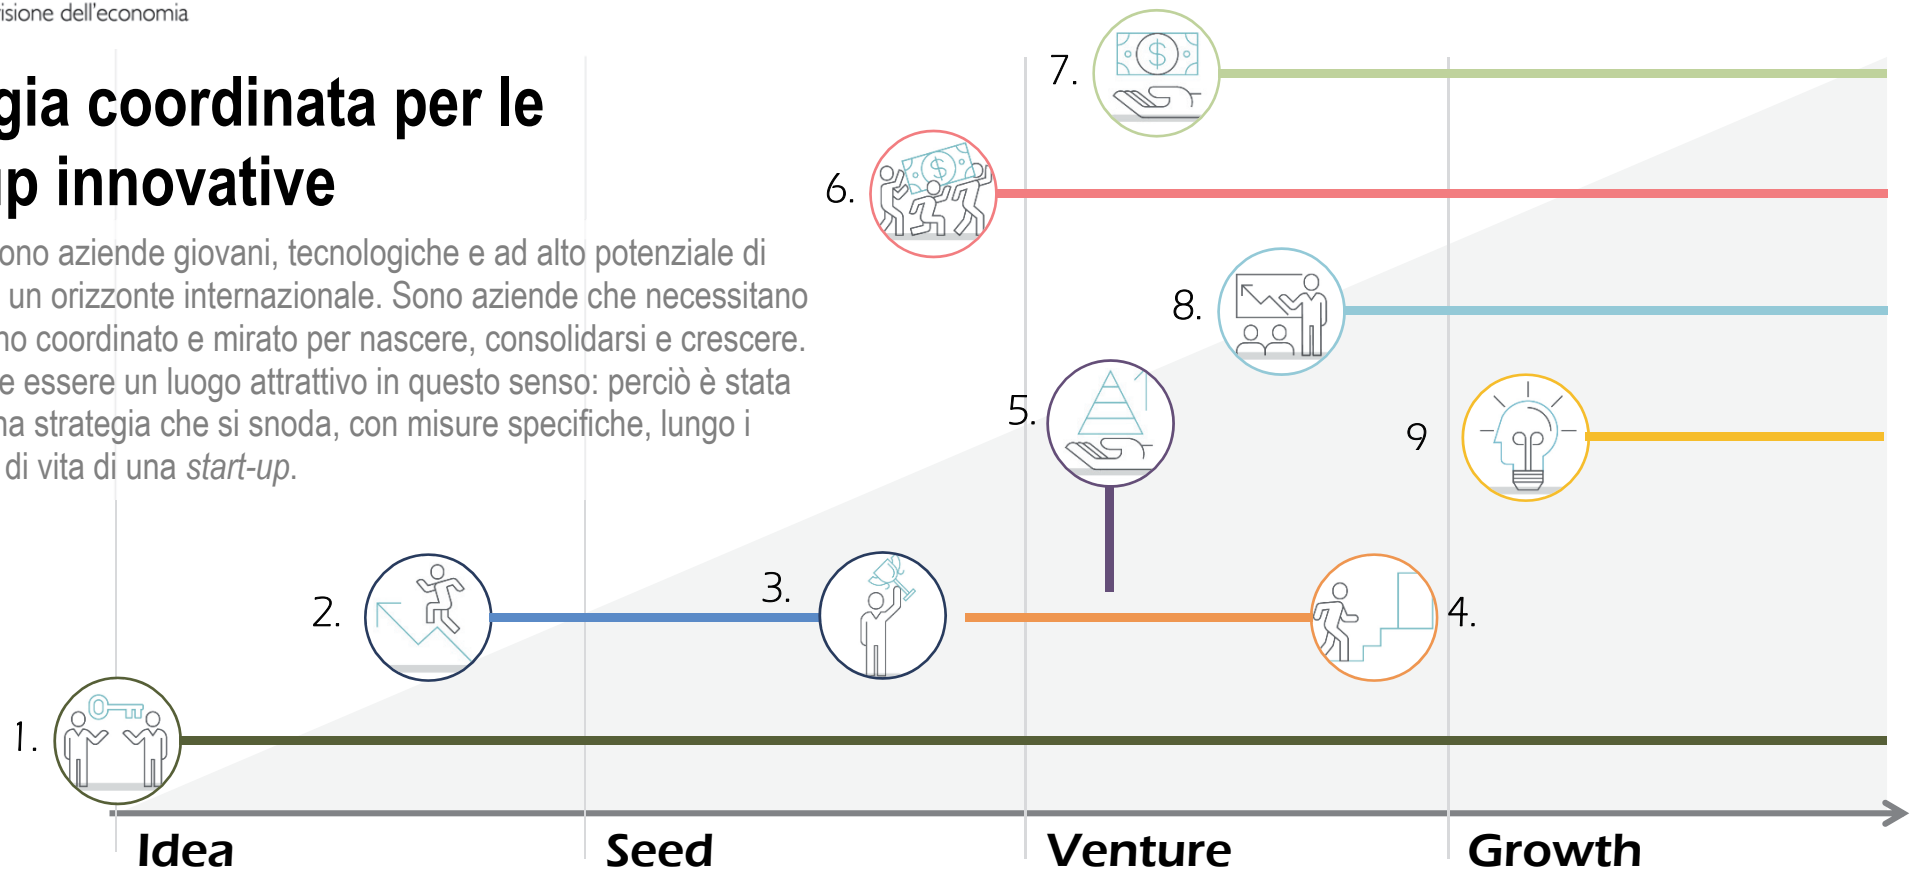 isione dell'economia
gia coordinata per le
up innovative
ono aziende giovani, tecnologiche e ad alto potenziale di
un orizzonte internazionale. Sono aziende che necessitano
no coordinato e mirato per nascere, consolidarsi e crescere.
e essere un luogo attrattivo in questo senso: perciò è stata
na strategia che si snoda, con misure specifiche, lungo i
di vita di una start-up.
7.
6.
8.
5.
9
2.
3.
4.
1.
Idea
Seed
Venture
Growth